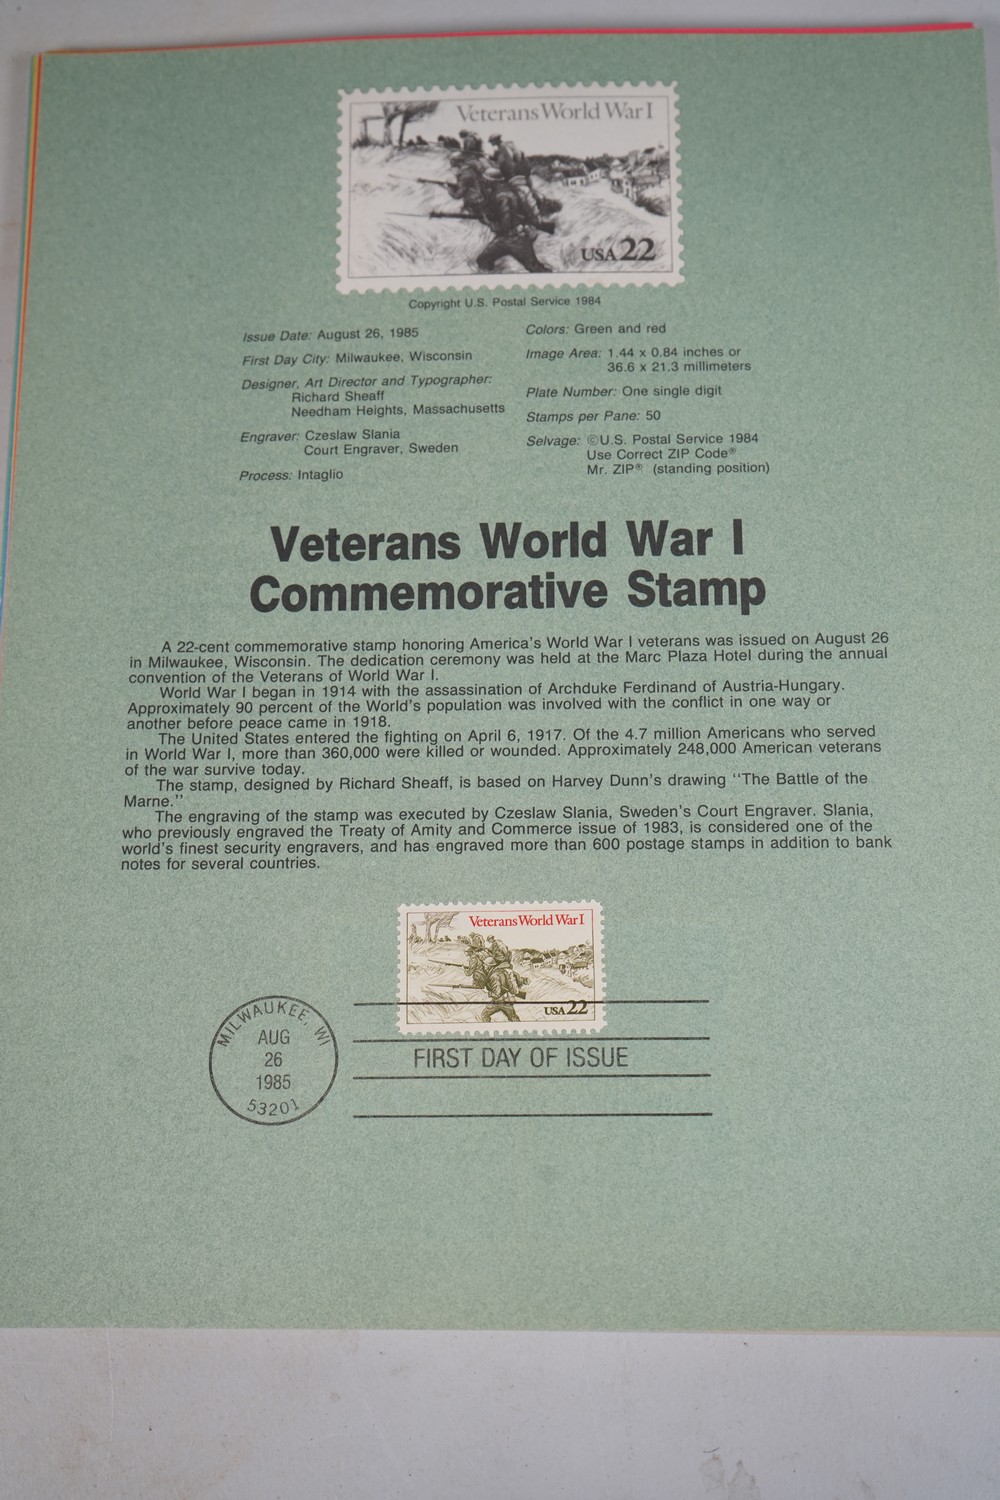 Veterans World War I
USA 22
Copyright U.S. Postal Service 1984
Issue Date: August 26, 1985
First Day City: Milwaukee, Wisconsin
Designer, Art Director and Typographer:
Richard Sheaff
Needham Heights, Massachusetts
Engraver: Czeslaw Slania
Court Engraver, Sweden
Process: Intaglio
Colors: Green and red
Image Area: 1.44 x 0.84 inches or
36.6 x 21.3 millimeters
Plate Number: One single digit
Stamps per Pane: 50
Selvage: ©U.S. Postal Service 1984
Use Correct ZIP Code®
Mr. ZIP® (standing position)
Veterans World War I
Commemorative Stamp
A 22-cent commemorative stamp honoring America's World War I veterans was issued on August 26
in Milwaukee, Wisconsin. The dedication ceremony was held at the Marc Plaza Hotel during the annual
convention of the Veterans of World War I.
World War I began in 1914 with the assassination of Archduke Ferdinand of Austria-Hungary.
Approximately 90 percent of the World's population was involved with the conflict in one way or
another before peace came in 1918.
The United States entered the fighting on April 6, 1917. Of the 4.7 million Americans who served
in World War I, more than 360,000 were killed or wounded. Approximately 248,000 American veterans
of the war survive today.
The stamp, designed by Richard Sheaff, is based on Harvey Dunn's drawing "The Battle of the
Marne."
The engraving of the stamp was executed by Czeslaw Slania, Sweden's Court Engraver. Slania,
who previously engraved the Treaty of Amity and Commerce issue of 1983, is considered one of the
world's finest security engravers, and has engraved more than 600 postage stamps in addition to bank
notes for several countries.
Veterans World War I
USA 22
MILWAUKEE, WI
AUG
26
1985
53201
FIRST DAY OF ISSUE